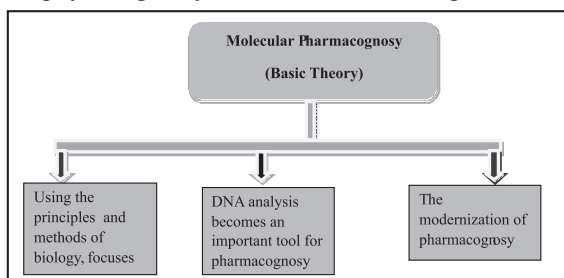 Molecular Pharmacognosy
(Basic Theory)
Using the
principles and
methods of
biology, focuses
DNA analysis
becomes an
important tool for
pharmacognosy
The
modernization of
pharmacognosy